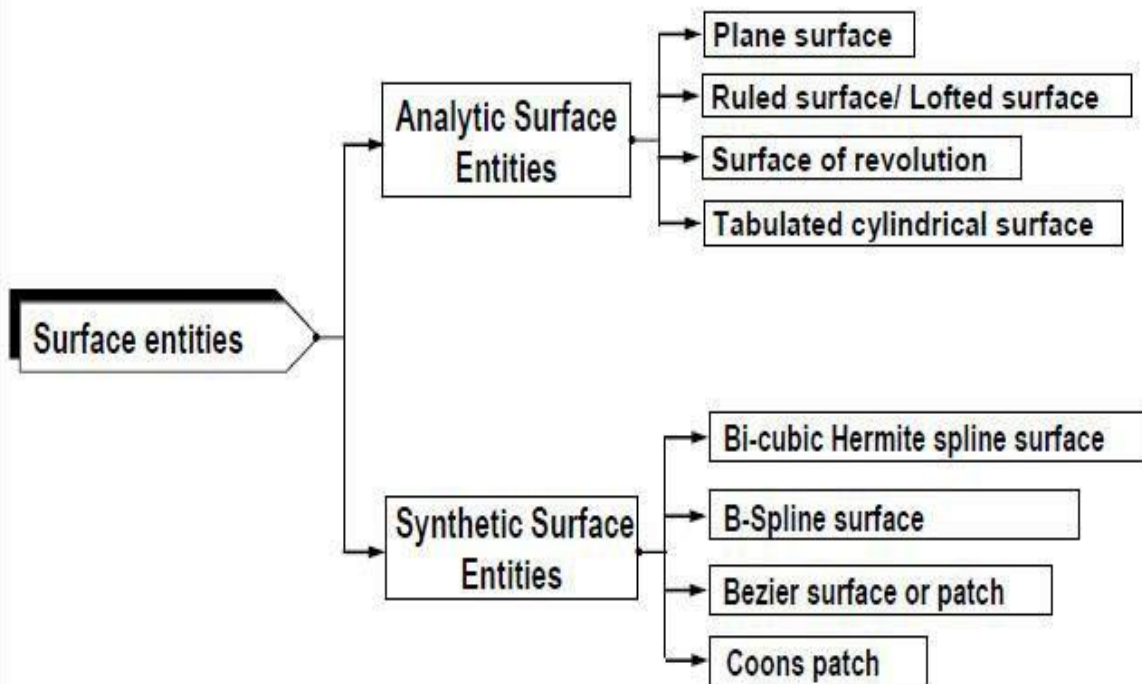 Surface entities
Analytic Surface
Entities
Plane surface
Ruled surface/ Lofted surface
Surface of revolution
Tabulated cylindrical surface
Synthetic Surface
Entities
Bi-cubic Hermite spline surface
B-Spline surface
Bezier surface or patch
Coons patch